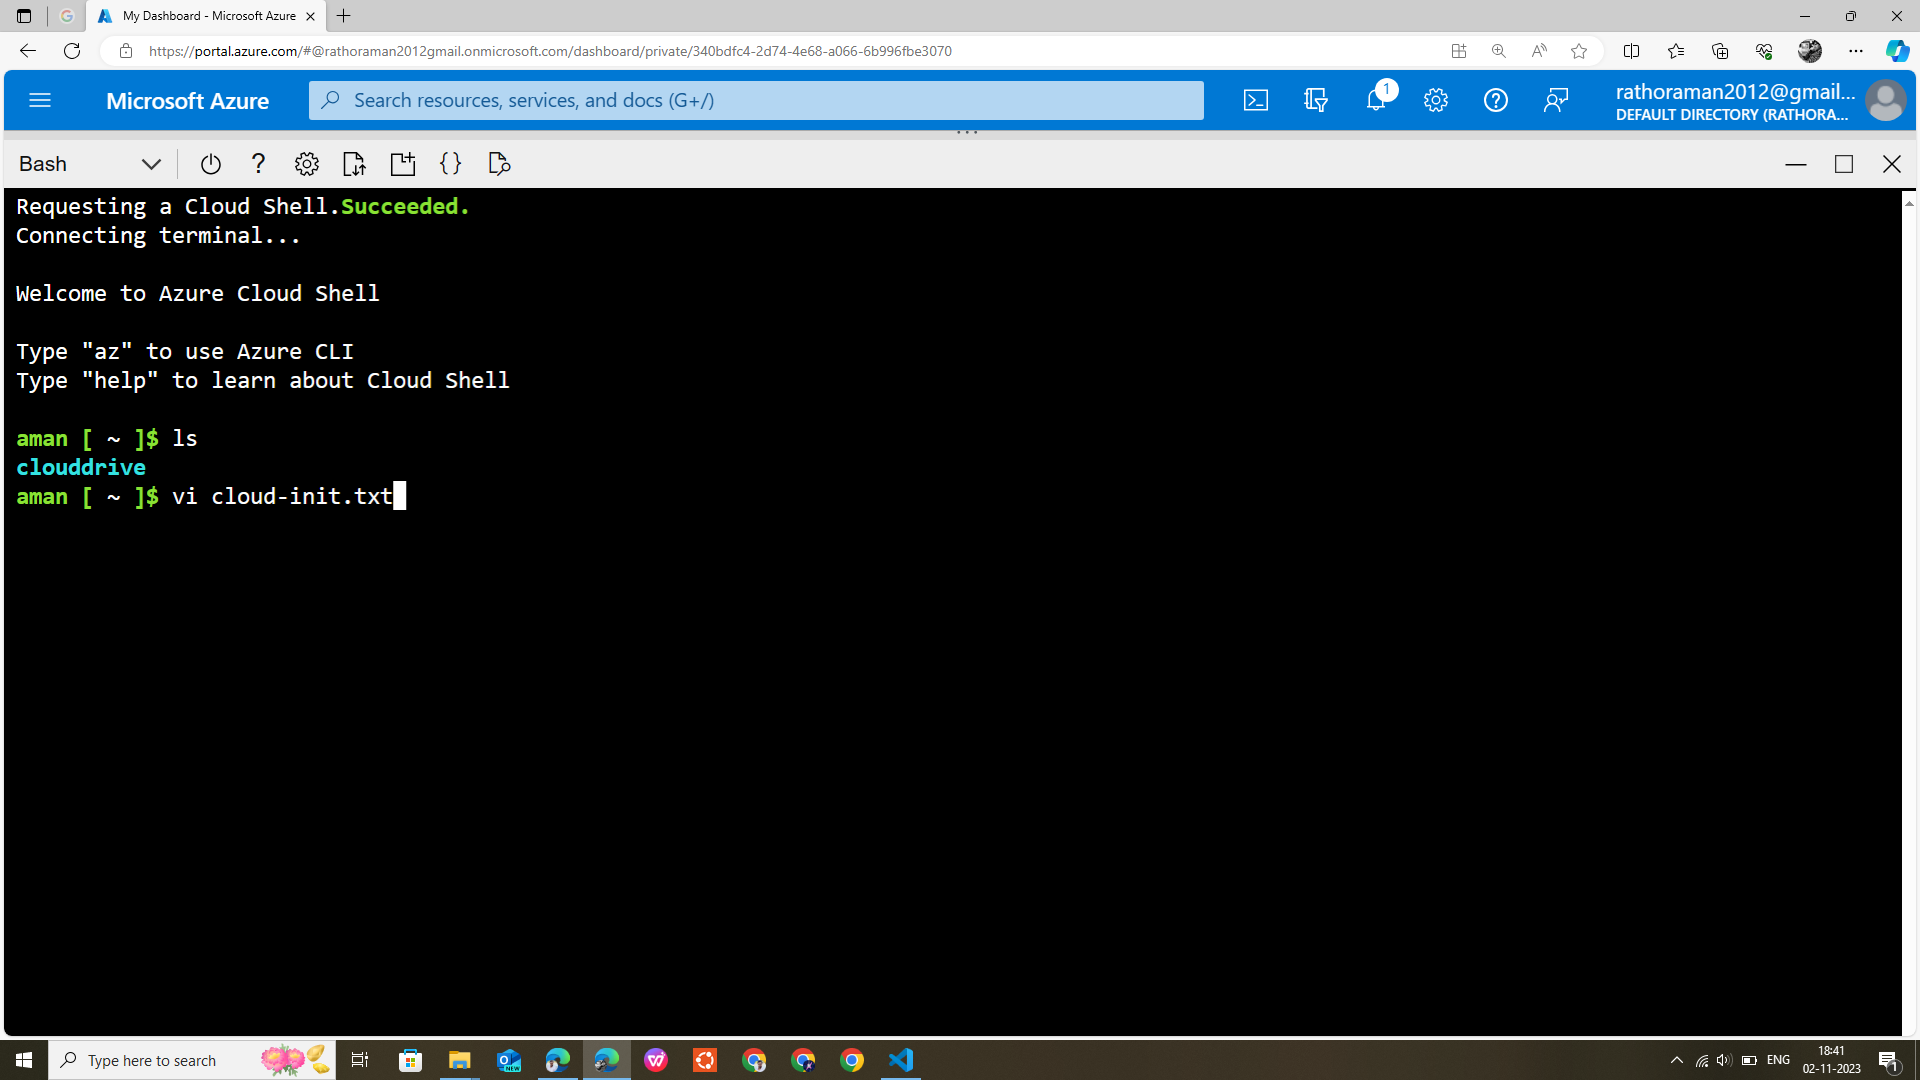 My Dashboard - Microsoft Azure
https://portal.azure.com/#@rathoraman2012gmail.onmicrosoft.com/dashboard/private/340bdfc4-2d74-4e68-a066-6b996fbe3070
Microsoft Azure
Search resources, services, and docs (G+/)
1
rathoraman2012@gmail...
DEFAULT DIRECTORY (RATHORA...
Bash
Requesting a Cloud Shell.Succeeded.
Connecting terminal...
Welcome to Azure Cloud Shell
Type "az" to use Azure CLI
Type "help" to learn about Cloud Shell
aman [ ~ ]$ ls
clouddrive
aman [ ~ ]$ vi cloud-init.txt
Type here to search
NEW
ENG
18:41
02-11-2023
1